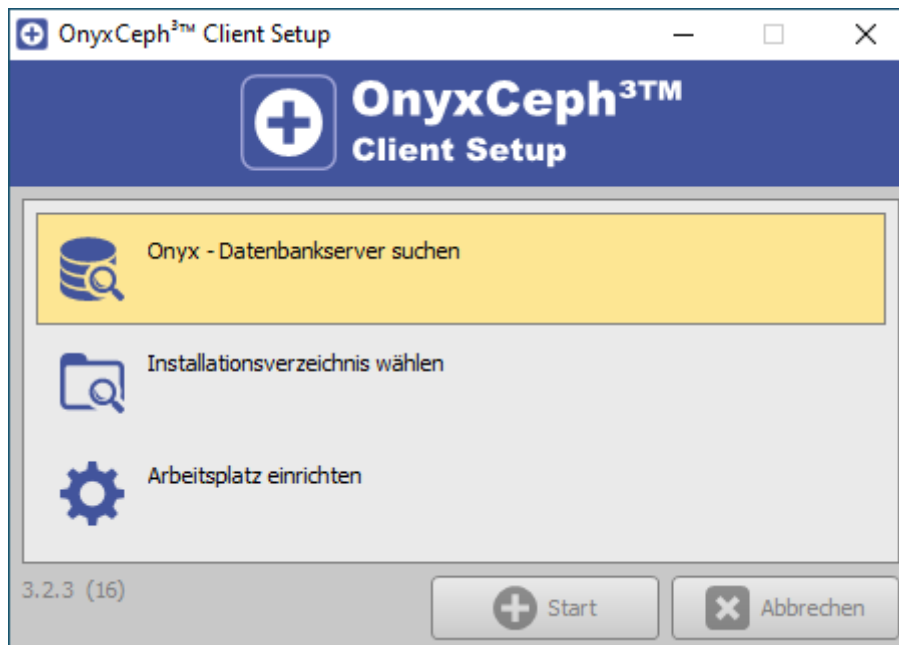 OnyxCeph³™ Client Setup
OnyxCeph³™
Client Setup
Onyx - Datenbankserver suchen
Installationsverzeichnis wählen
Arbeitsplatz einrichten
3.2.3 (16)
Start
Abbrechen